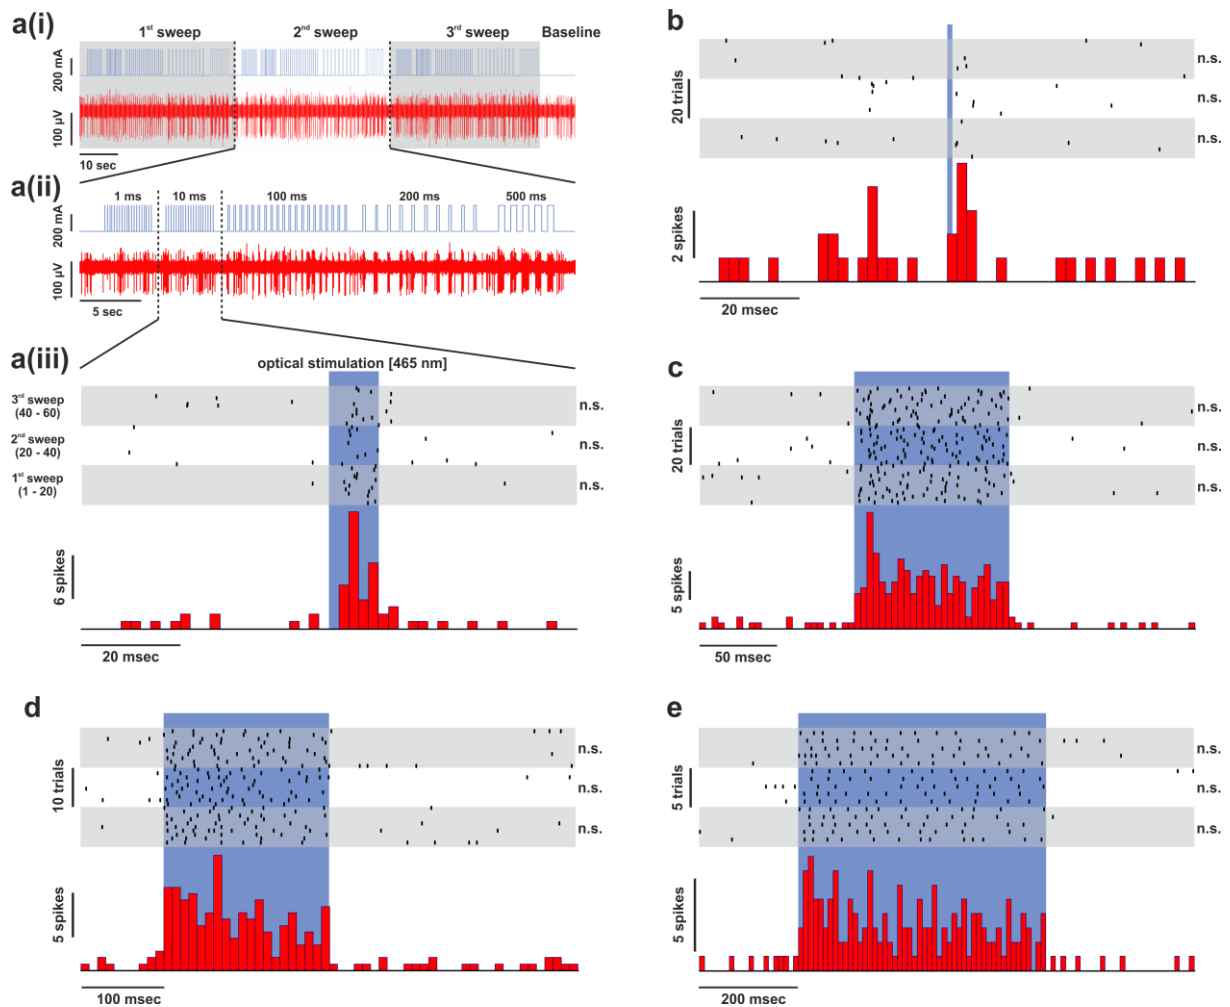 a(i)
1st sweep
2nd sweep
3rd sweep
Baseline
200 mA
100 µV
10 sec
a(ii)
1 ms
10 ms
100 ms
200 ms
500 ms
200 mA
100 µV
5 sec
a(iii)
optical stimulation [465 nm]
3rd sweep
(40 - 60)
n.s.
2nd sweep
(20 - 40)
n.s.
1st sweep
(1 - 20)
n.s.
6 spikes
20 msec
b
n.s.
20 trials
n.s.
n.s.
2 spikes
20 msec
c
n.s.
20 trials
n.s.
n.s.
5 spikes
50 msec
d
n.s.
10 trials
n.s.
n.s.
5 spikes
100 msec
e
n.s.
5 trials
n.s.
n.s.
5 spikes
200 msec